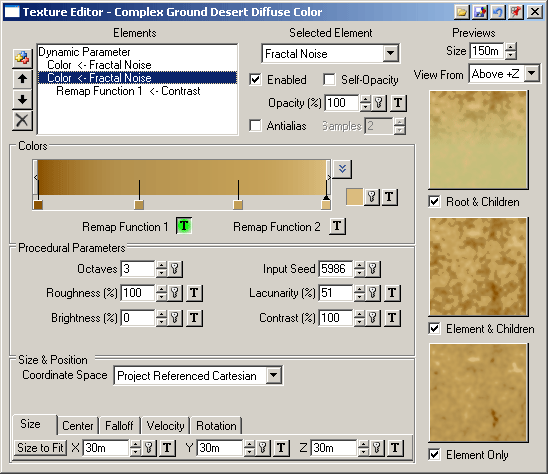 Texture Editor - Complex Ground Desert Diffuse Color
Elements
Dynamic Parameter
Color <- Fractal Noise
Color <- Fractal Noise
Remap Function 1 <- Contrast
Selected Element
Fractal Noise
Enabled
Self-Opacity
Opacity (%) 100 T
Antialias
Samples 2
Previews
Size 150m
View From Above +Z
Root & Children
Element & Children
Element Only
Colors
T
Remap Function 1 T
Remap Function 2 T
Procedural Parameters
Octaves 3
Input Seed 5986
Roughness (%) 100 T
Lacunarity (%) 51 T
Brightness (%) 0 T
Contrast (%) 100 T
Size & Position
Coordinate Space Project Referenced Cartesian
Size Center Falloff Velocity Rotation
Size to Fit X 30m T Y 30m T Z 30m T